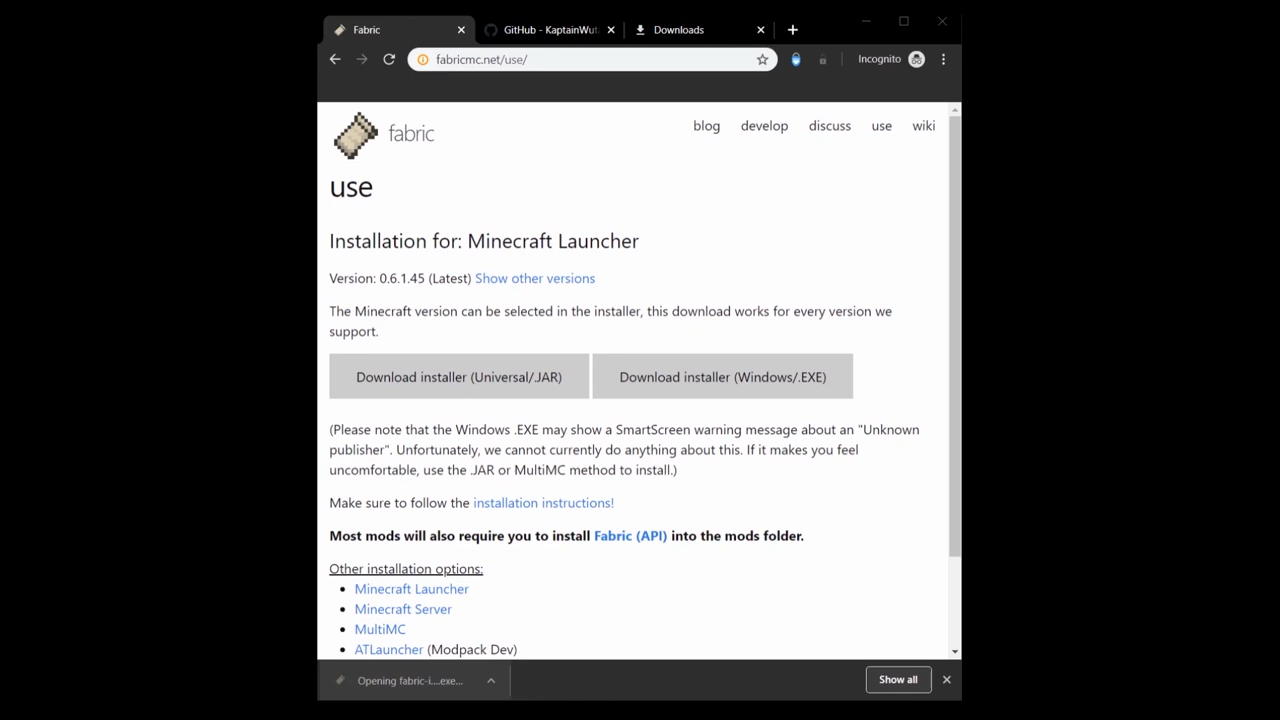 Fabric
GitHub - KaptainWut
Downloads
fabricmc.net/use/
Incognito
fabric
blog develop discuss use wiki
use
Installation for: Minecraft Launcher
Version: 0.6.1.45 (Latest) Show other versions
The Minecraft version can be selected in the installer, this download works for every version we
support.
Download installer (Universal/.JAR) Download installer (Windows/.EXE)
(Please note that the Windows .EXE may show a SmartScreen warning message about an "Unknown
publisher". Unfortunately, we cannot currently do anything about this. If it makes you feel
uncomfortable, use the .JAR or MultiMC method to install.)
Make sure to follow the installation instructions!
Most mods will also require you to install Fabric (API) into the mods folder.
Other installation options:
Minecraft Launcher
Minecraft Server
MultiMC
ATLauncher (Modpack Dev)
Opening fabric-i....exe...
Show all